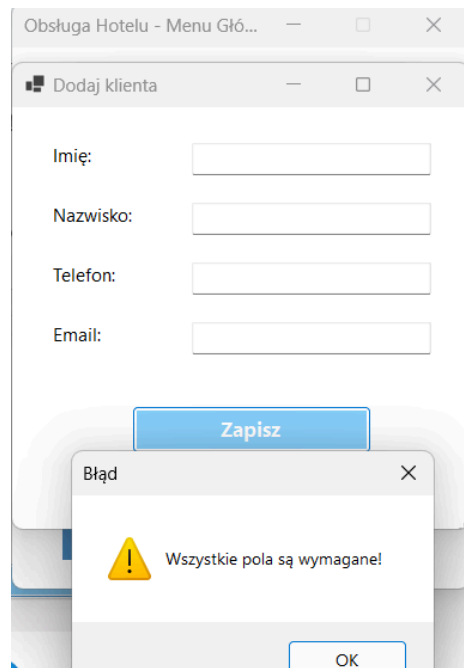 Obsługa Hotelu - Menu Głó...
Dodaj klienta
Imię:
Nazwisko:
Telefon:
Email:
Zapisz
Błąd
Wszystkie pola są wymagane!
OK